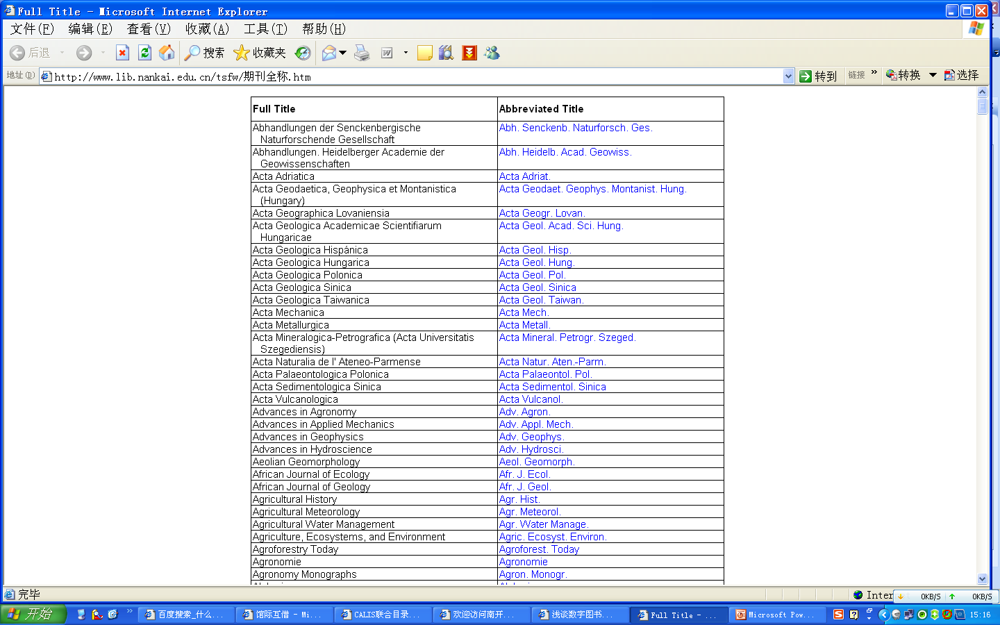 Full Title - Microsoft Internet Explorer
文件(F) 编辑(E) 查看(V) 收藏(A) 工具(T) 帮助(H)
后退 搜索 收藏夹
地址(D) http://www.lib.nankai.edu.cn/tsfw/期刊全称.htm 转到 链接 » 转换 选择
Full Title Abbreviated Title
Abhandlungen der Senckenbergische Abh. Senckenb. Naturforsch. Ges.
Naturforschende Gesellschaft
Abhandlungen. Heidelberger Academie der Abh. Heidelb. Acad. Geowiss.
Geowissenschaften
Acta Adriatica Acta Adriat.
Acta Geodaetica, Geophysica et Montanistica Acta Geodaet. Geophys. Montanist. Hung.
(Hungary)
Acta Geographica Lovaniensia Acta Geogr. Lovan.
Acta Geologica Academicae Scientifiarum Acta Geol. Acad. Sci. Hung.
Hungaricae
Acta Geologica Hispánica Acta Geol. Hisp.
Acta Geologica Hungarica Acta Geol. Hung.
Acta Geologica Polonica Acta Geol. Pol.
Acta Geologica Sinica Acta Geol. Sinica
Acta Geologica Taiwanica Acta Geol. Taiwan.
Acta Mechanica Acta Mech.
Acta Metallurgica Acta Metall.
Acta Mineralogica-Petrografica (Acta Universitatis Acta Mineral. Petrogr. Szeged.
Szegediensis)
Acta Naturalia de l' Ateneo-Parmense Acta Natur. Aten.-Parm.
Acta Palaeontologica Polonica Acta Palaeontol. Pol.
Acta Sedimentologica Sinica Acta Sedimentol. Sinica
Acta Vulcanologica Acta Vulcanol.
Advances in Agronomy Adv. Agron.
Advances in Applied Mechanics Adv. Appl. Mech.
Advances in Geophysics Adv. Geophys.
Advances in Hydroscience Adv. Hydrosci.
Aeolian Geomorphology Aeol. Geomorph.
African Journal of Ecology Afr. J. Ecol.
African Journal of Geology Afr. J. Geol.
Agricultural History Agr. Hist.
Agricultural Meteorology Agr. Meteorol.
Agricultural Water Management Agr. Water Manage.
Agriculture, Ecosystems, and Environment Agric. Ecosyst. Environ.
Agroforestry Today Agroforest. Today
Agronomie Agronomie
Agronomy Monographs Agron. Monogr.
完毕 Inter 0KB/S 0KB/S
开始 百度搜索_什么... 馆际互借 - Mi... CALIS联合目录... 欢迎访问南开... 浅谈数字图书... Full Title - ... Microsoft Pow... 15:16